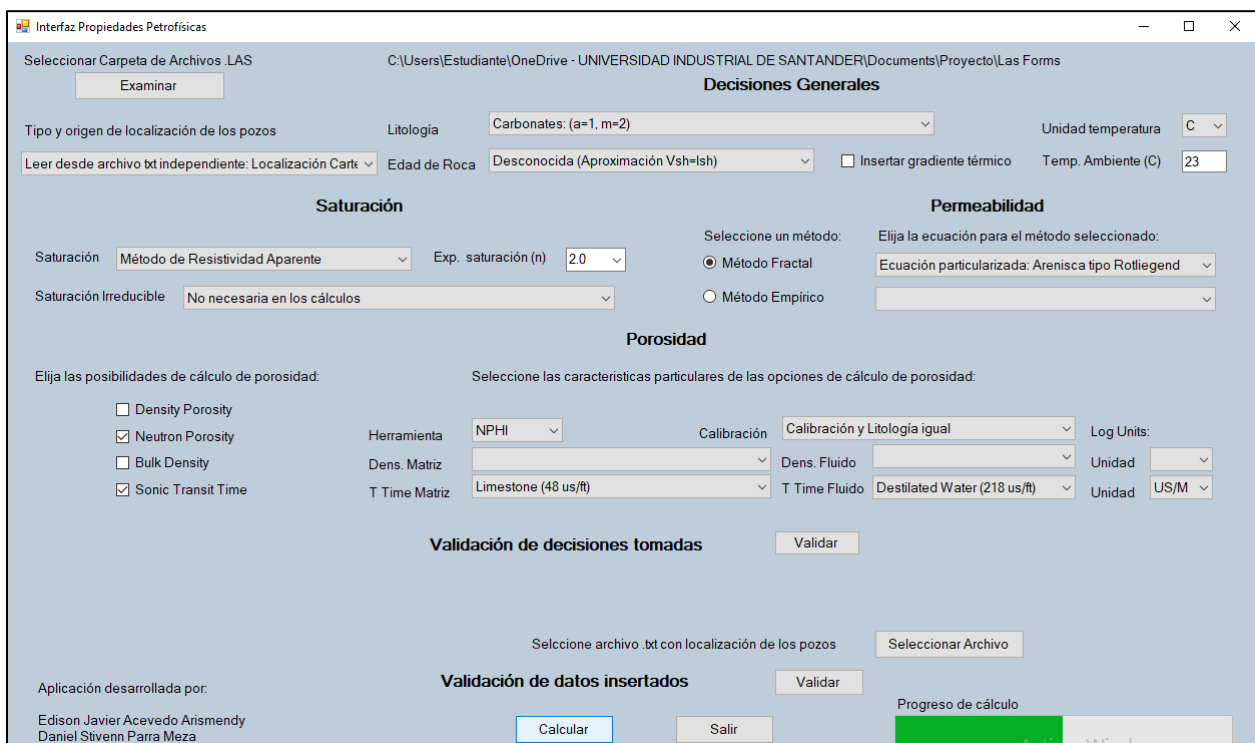 Interfaz Propiedades Petrofísicas
Seleccionar Carpeta de Archivos .LAS
C:\Users\Estudiante\OneDrive - UNIVERSIDAD INDUSTRIAL DE SANTANDER\Documents\Proyecto\Las Forms
Examinar
Decisiones Generales
Tipo y origen de localización de los pozos
Litología
Carbonates: (a=1, m=2)
Unidad temperatura
C
Leer desde archivo txt independiente: Localización Carte
Edad de Roca
Desconocida (Aproximación Vsh=Ish)
Insertar gradiente térmico
Temp. Ambiente (C)
23
Saturación
Permeabilidad
Seleccione un método:
Elija la ecuación para el método seleccionado:
Saturación
Método de Resistividad Aparente
Exp. saturación (n)
2.0
Método Fractal
Ecuación particularizada: Arenisca tipo Rotliegend
Saturación Irreducible
No necesaria en los cálculos
Método Empírico
Porosidad
Elija las posibilidades de cálculo de porosidad:
Seleccione las caracteristicas particulares de las opciones de cálculo de porosidad:
Density Porosity
Neutron Porosity
Herramienta
NPHI
Calibración
Calibración y Litología igual
Log Units:
Bulk Density
Dens. Matriz
Dens. Fluido
Unidad
Sonic Transit Time
T Time Matriz
Limestone (48 us/ft)
T Time Fluido
Destilated Water (218 us/ft)
Unidad
US/M
Validación de decisiones tomadas
Validar
Selccione archivo .txt con localización de los pozos
Seleccionar Archivo
Aplicación desarrollada por:
Validación de datos insertados
Validar
Progreso de cálculo
Edison Javier Acevedo Arismendy
Daniel Stivenn Parra Meza
Calcular
Salir